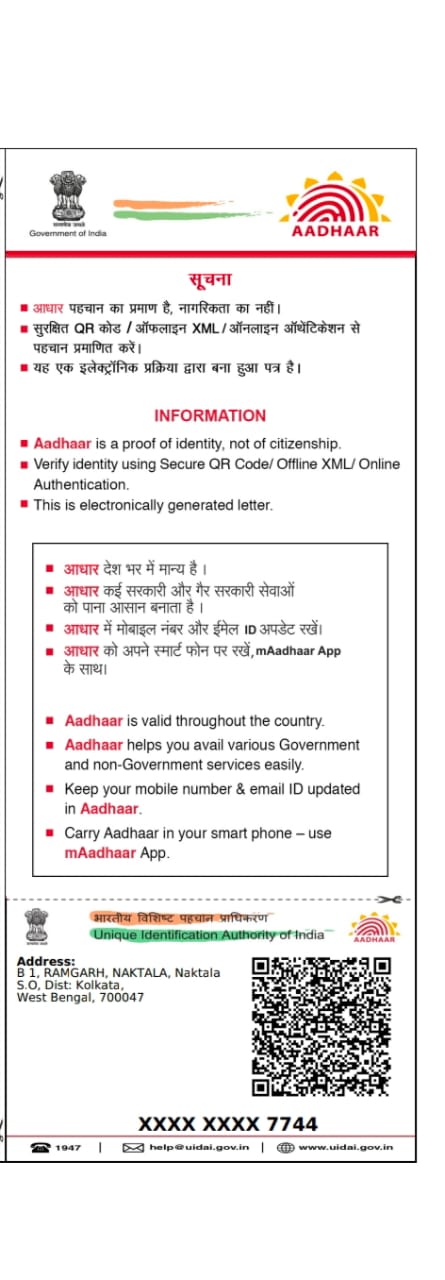 सत्यमेव जयते
Government of India
AADHAAR
सूचना
आधार पहचान का प्रमाण है, नागरिकता का नहीं।
सुरक्षित QR कोड / ऑफलाइन XML / ऑनलाइन ऑथेंटिकेशन से
पहचान प्रमाणित करें।
यह एक इलेक्ट्रॉनिक प्रक्रिया द्वारा बना हुआ पत्र है।
INFORMATION
Aadhaar is a proof of identity, not of citizenship.
Verify identity using Secure QR Code/ Offline XML/ Online
Authentication.
This is electronically generated letter.
आधार देश भर में मान्य है ।
आधार कई सरकारी और गैर सरकारी सेवाओं
को पाना आसान बनाता है ।
आधार में मोबाइल नंबर और ईमेल ID अपडेट रखें।
आधार को अपने स्मार्ट फोन पर रखें, mAadhaar App
के साथ।
Aadhaar is valid throughout the country.
Aadhaar helps you avail various Government
and non-Government services easily.
Keep your mobile number & email ID updated
in Aadhaar.
Carry Aadhaar in your smart phone – use
mAadhaar App.
भारतीय विशिष्ट पहचान प्राधिकरण
Unique Identification Authority of India
AADHAAR
Address:
B 1, RAMGARH, NAKTALA, Naktala
S.O, Dist: Kolkata,
West Bengal, 700047
XXXX XXXX 7744
1947 | help@uidai.gov.in | www.uidai.gov.in